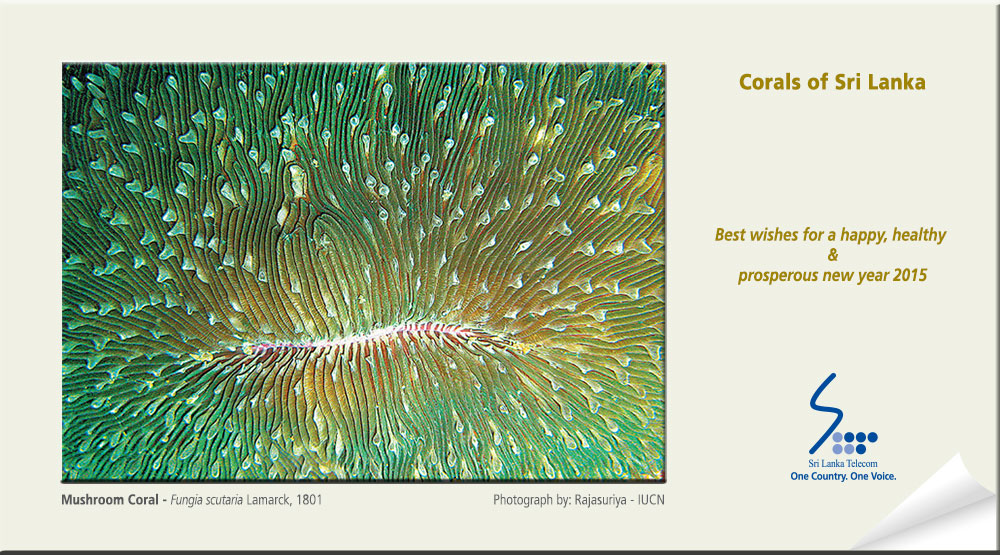 Corals of Sri Lanka
Best wishes for a happy, healthy
&
prosperous new year 2015
Sri Lanka Telecom
One Country. One Voice.
Mushroom Coral - Fungia scutaria Lamarck, 1801
Photograph by: Rajasuriya - IUCN